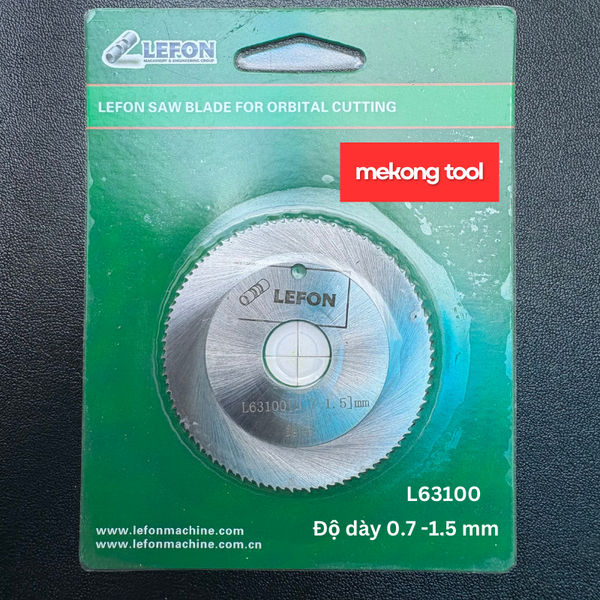 LEFON
MACHINERY & ENGINEERING GROUP
LEFON SAW BLADE FOR ORBITAL CUTTING
mekong tool
LEFON
L63100
1.5]mm
L63100
Độ dày 0.7 -1.5 mm
www.lefonmachine.com
www.lefonmachine.com.cn